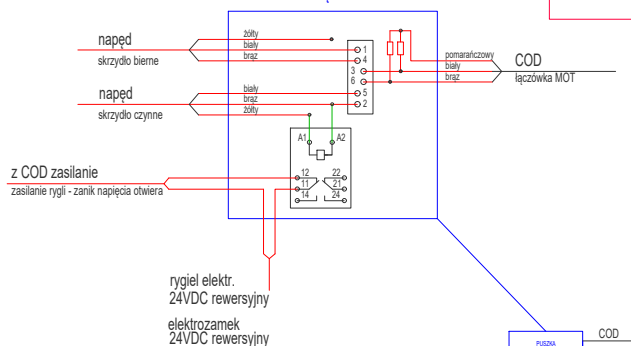 napęd
skrzydło bierne
żółty
biały
brąz
1
4
3
6
5
2
pomarańczowy
biały
brąz
COD
łączówka MOT
napęd
skrzydło czynne
biały
brąz
żółty
A1 A2
12 22
11 21
14 24
z COD zasilanie
zasilanie rygli - zanik napięcia otwiera
rygiel elektr.
24VDC rewersyjny
elektrozamek
24VDC rewersyjny
PUSZKA
COD